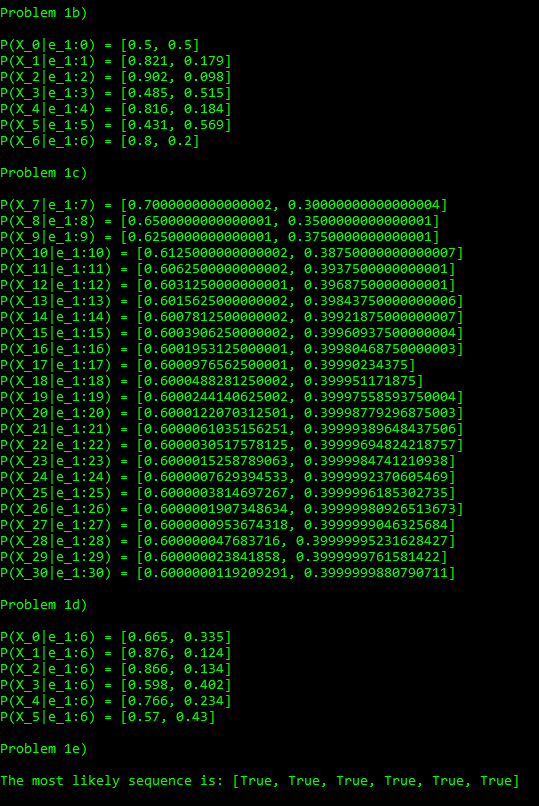 Problem 1b)
P(X_0|e_1:0) = [0.5, 0.5]
P(X_1|e_1:1) = [0.821, 0.179]
P(X_2|e_1:2) = [0.902, 0.098]
P(X_3|e_1:3) = [0.485, 0.515]
P(X_4|e_1:4) = [0.816, 0.184]
P(X_5|e_1:5) = [0.431, 0.569]
P(X_6|e_1:6) = [0.8, 0.2]
Problem 1c)
P(X_7|e_1:7) = [0.7000000000000002, 0.30000000000000004]
P(X_8|e_1:8) = [0.6500000000000001, 0.3500000000000001]
P(X_9|e_1:9) = [0.6250000000000001, 0.3750000000000001]
P(X_10|e_1:10) = [0.6125000000000002, 0.38750000000000007]
P(X_11|e_1:11) = [0.6062500000000002, 0.3937500000000001]
P(X_12|e_1:12) = [0.6031250000000001, 0.3968750000000001]
P(X_13|e_1:13) = [0.6015625000000002, 0.39843750000000006]
P(X_14|e_1:14) = [0.6007812500000002, 0.39921875000000007]
P(X_15|e_1:15) = [0.6003906250000002, 0.39960937500000004]
P(X_16|e_1:16) = [0.6001953125000001, 0.39980468750000003]
P(X_17|e_1:17) = [0.6000976562500001, 0.39990234375]
P(X_18|e_1:18) = [0.6000488281250002, 0.399951171875]
P(X_19|e_1:19) = [0.6000244140625002, 0.39997558593750004]
P(X_20|e_1:20) = [0.6000122070312501, 0.39998779296875003]
P(X_21|e_1:21) = [0.6000061035156251, 0.39999389648437506]
P(X_22|e_1:22) = [0.6000030517578125, 0.39999694824218757]
P(X_23|e_1:23) = [0.6000015258789063, 0.3999984741210938]
P(X_24|e_1:24) = [0.6000007629394533, 0.3999992370605469]
P(X_25|e_1:25) = [0.6000003814697267, 0.3999996185302735]
P(X_26|e_1:26) = [0.6000001907348634, 0.39999980926513673]
P(X_27|e_1:27) = [0.6000000953674318, 0.3999999046325684]
P(X_28|e_1:28) = [0.600000047683716, 0.39999995231628427]
P(X_29|e_1:29) = [0.600000023841858, 0.3999999761581422]
P(X_30|e_1:30) = [0.6000000119209291, 0.3999999880790711]
Problem 1d)
P(X_0|e_1:6) = [0.665, 0.335]
P(X_1|e_1:6) = [0.876, 0.124]
P(X_2|e_1:6) = [0.866, 0.134]
P(X_3|e_1:6) = [0.598, 0.402]
P(X_4|e_1:6) = [0.766, 0.234]
P(X_5|e_1:6) = [0.57, 0.43]
Problem 1e)
The most likely sequence is: [True, True, True, True, True, True]